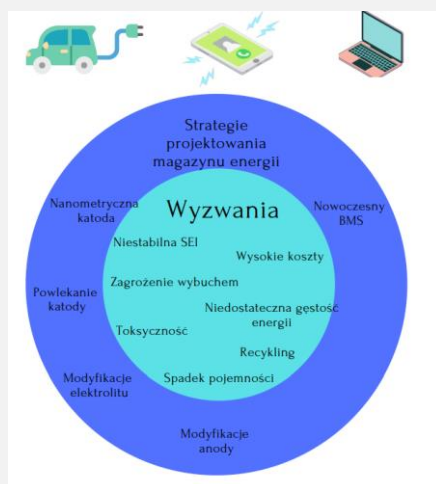 Strategie
projektowania
magazynu energii
Nanometryczna
katoda
Nowoczesny
BMS
Wyzwania
Niestabilna SEI
Wysokie koszty
Zagrożenie wybuchem
Powlekanie
katody
Niedostateczna gęstość
energii
Toksyczność
Recykling
Modyfikacje
elektrolitu
Spadek pojemności
Modyfikacje
anody